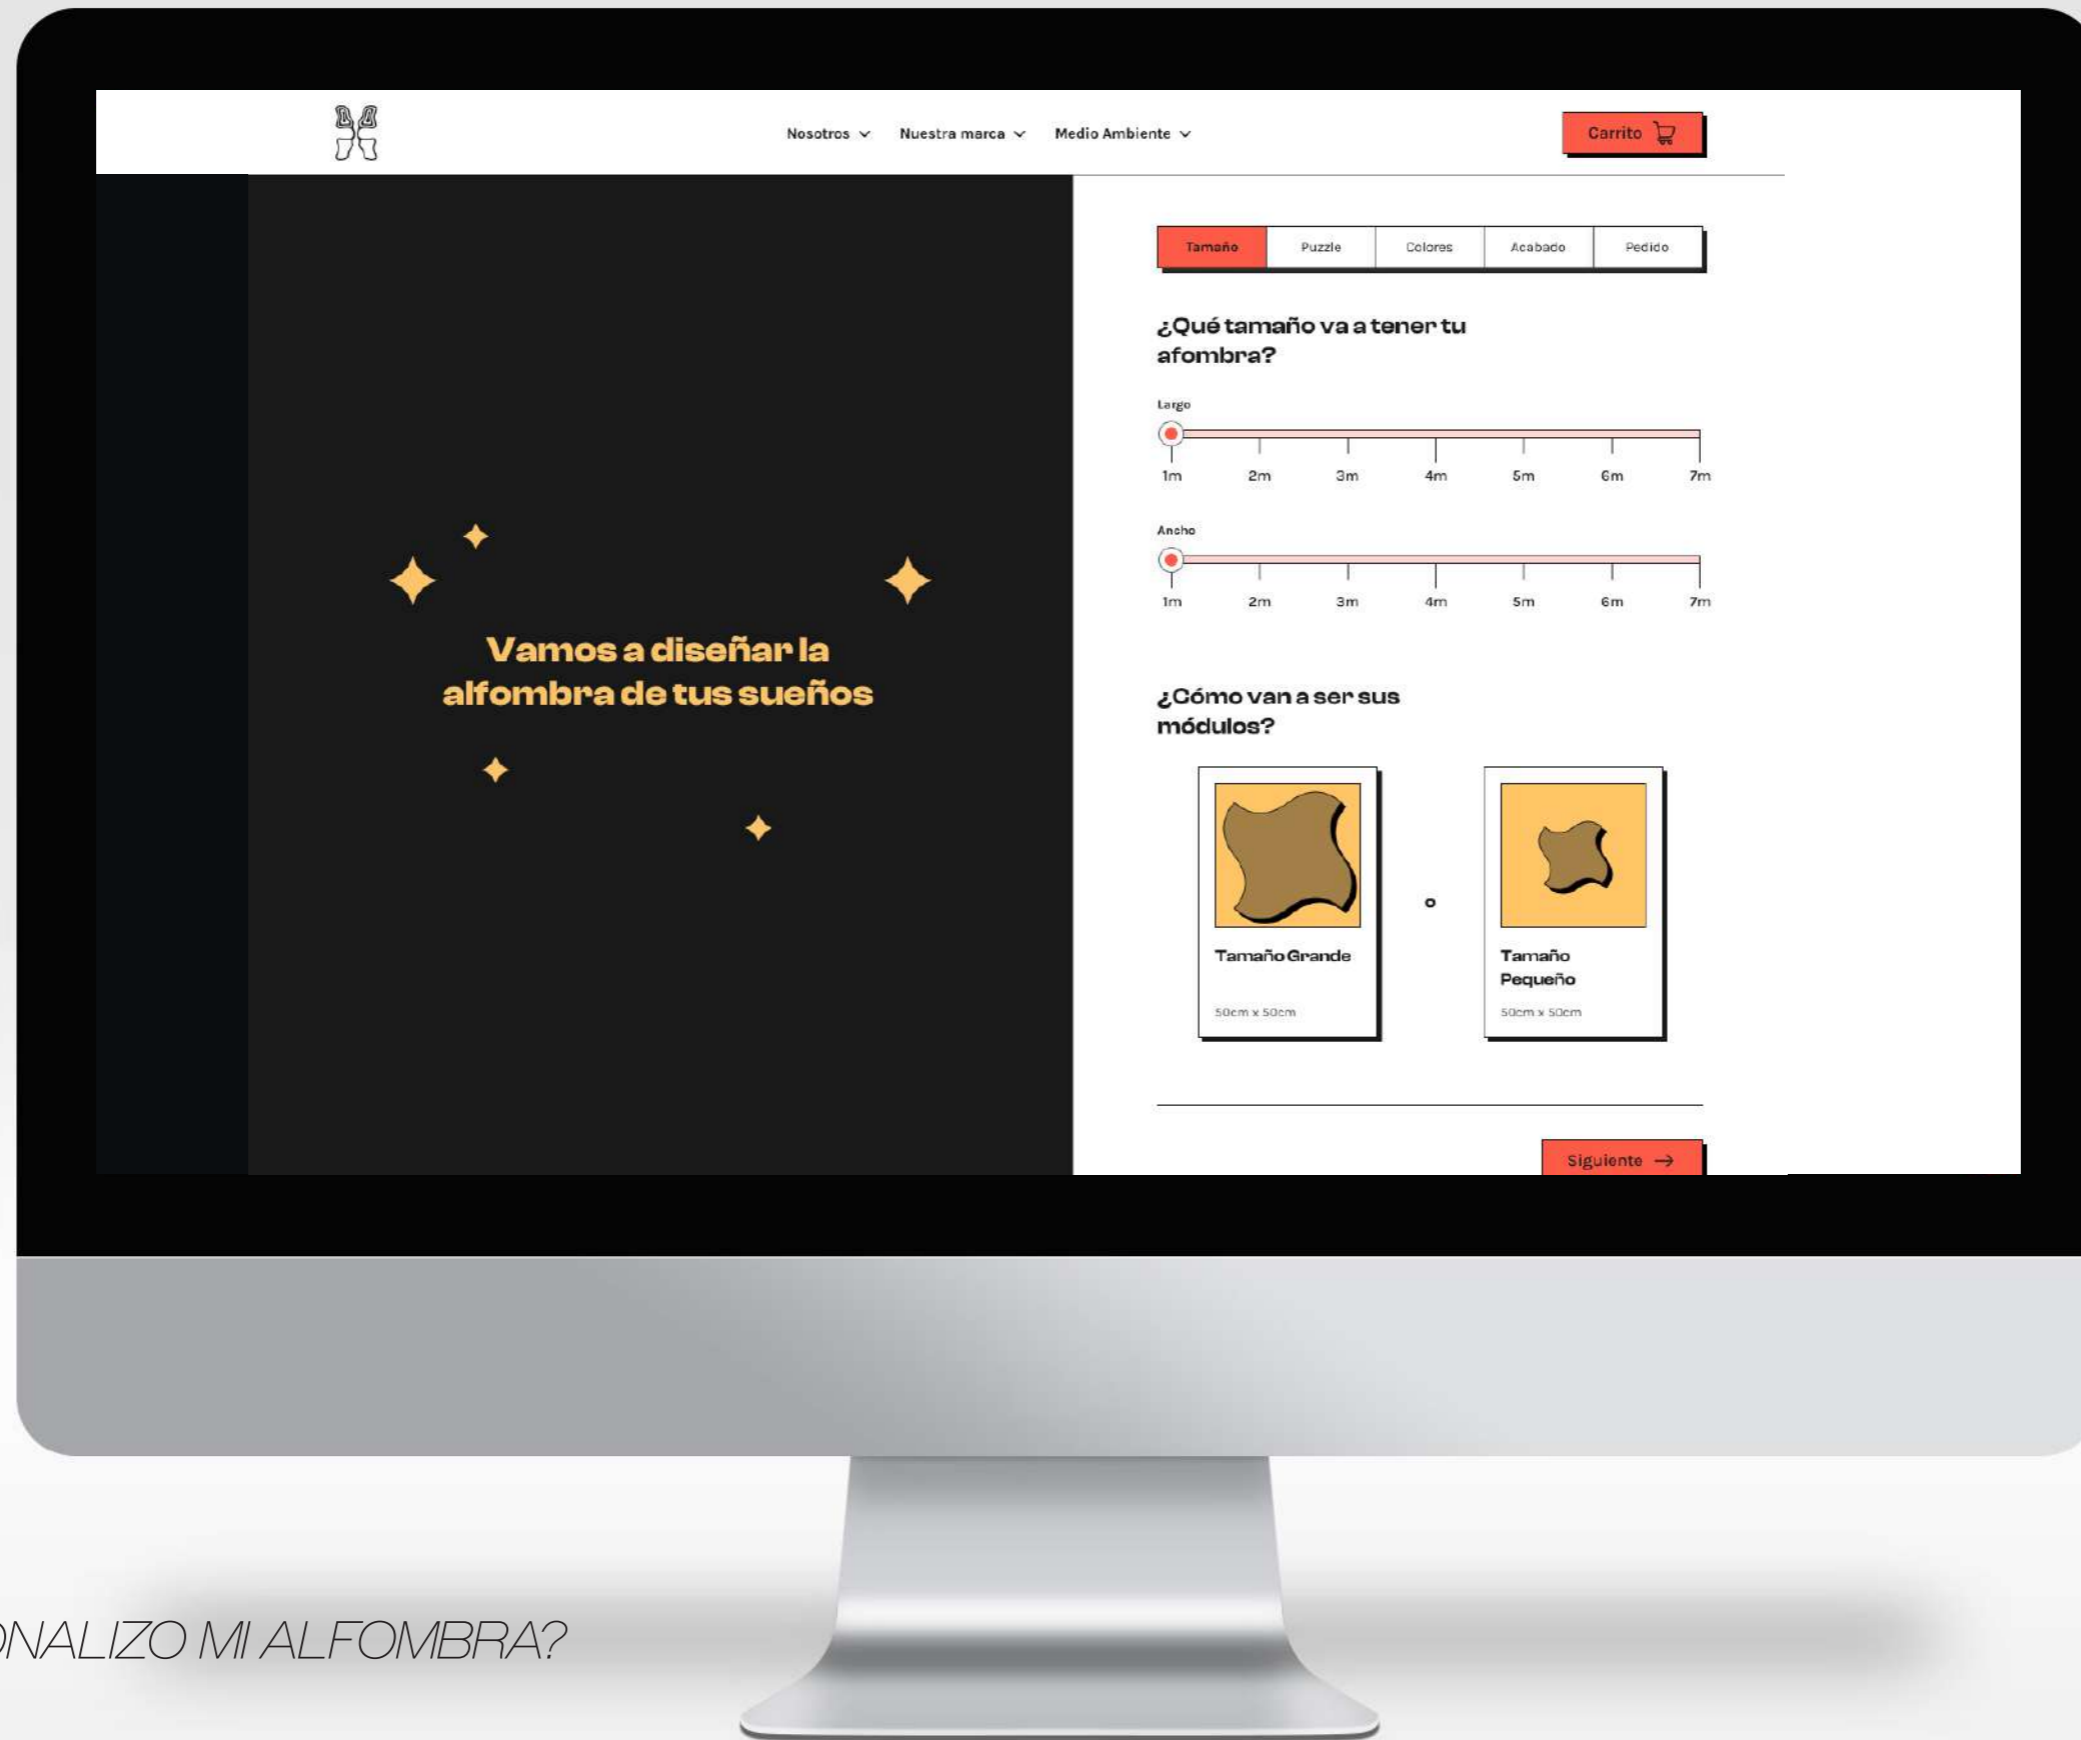 Nosotros Nuestra marca Medio Ambiente Carrito
Vamos a diseñar la
alfombra de tus sueños
Tamaño Puzzle Colores Acabado Pedido
¿Qué tamaño va a tener tu
afombra?
Largo
1m 2m 3m 4m 5m 6m 7m
Ancho
1m 2m 3m 4m 5m 6m 7m
¿Cómo van a ser sus
módulos?
Tamaño Grande
50cm x 50cm
o
Tamaño
Pequeño
50cm x 50cm
Siguiente
ONALIZO MI ALFOMBRA?